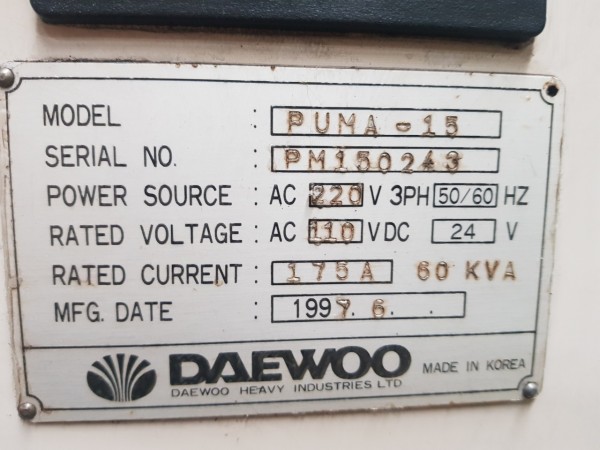 MODEL : PUMA-15
SERIAL NO. : PM150243
POWER SOURCE : AC 220 V 3PH 50/60 HZ
RATED VOLTAGE : AC 110 V DC 24 V
RATED CURRENT : 175A 60 KVA
MFG. DATE : 1997. 6. .
DAEWOO MADE IN KOREA
DAEWOO HEAVY INDUSTRIES LTD